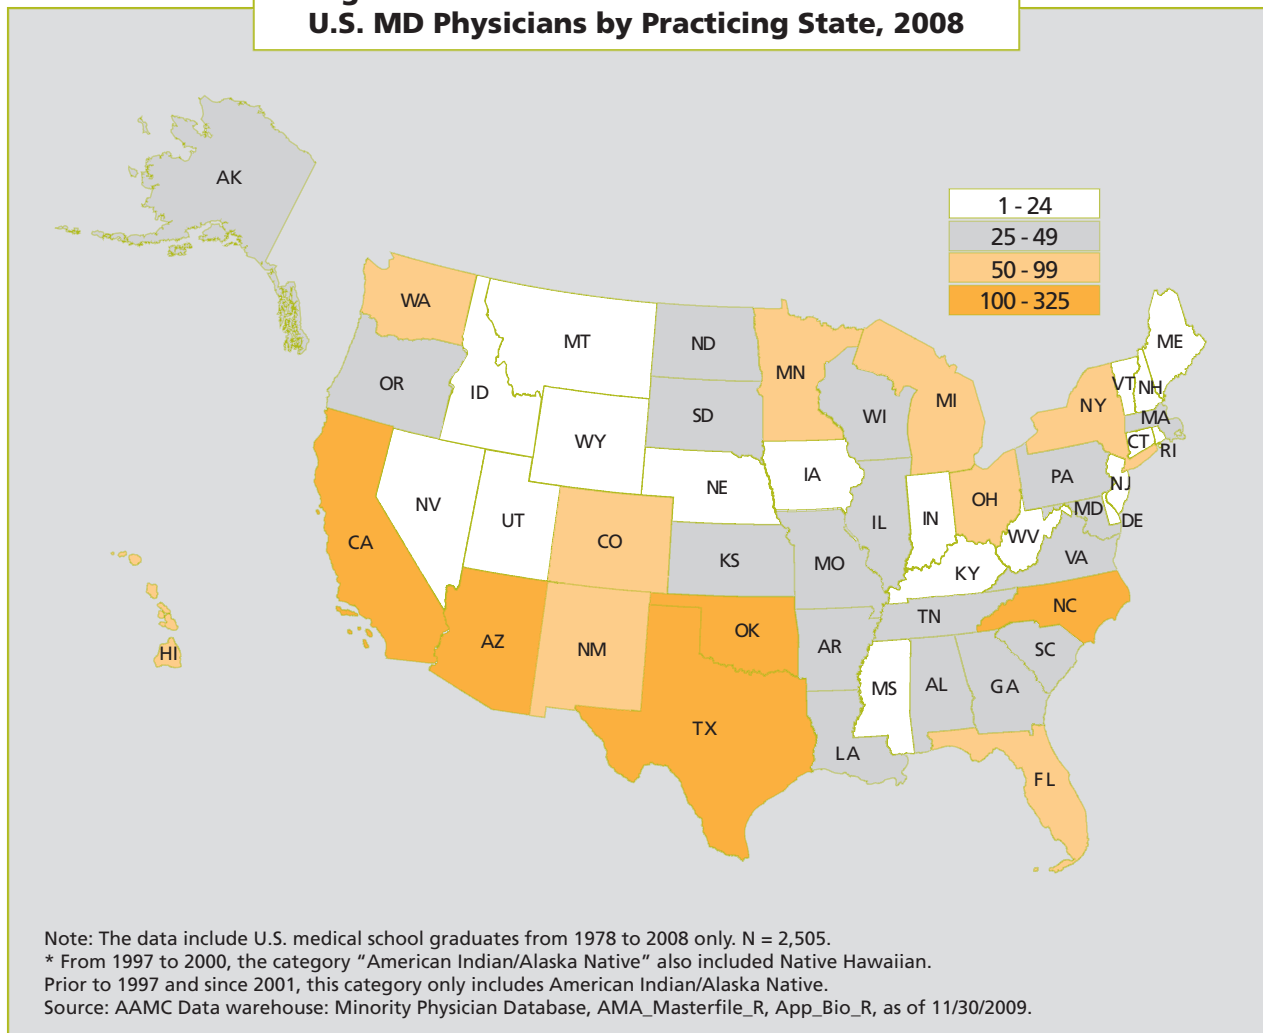 U.S. MD Physicians by Practicing State, 2008
AK
1 - 24
25 - 49
50 - 99
100 - 325
WA
MT
ND
MN
ME
OR
ID
SD
WI
MI
NY
VT
NH
MA
CT
RI
WY
NE
IA
PA
NJ
NV
UT
CO
KS
MO
IL
IN
OH
WV
MD
DE
VA
KY
CA
AZ
NM
OK
AR
TN
NC
SC
HI
TX
LA
MS
AL
GA
FL
Note: The data include U.S. medical school graduates from 1978 to 2008 only. N = 2,505.
* From 1997 to 2000, the category “American Indian/Alaska Native” also included Native Hawaiian.
Prior to 1997 and since 2001, this category only includes American Indian/Alaska Native.
Source: AAMC Data warehouse: Minority Physician Database, AMA_Masterfile_R, App_Bio_R, as of 11/30/2009.